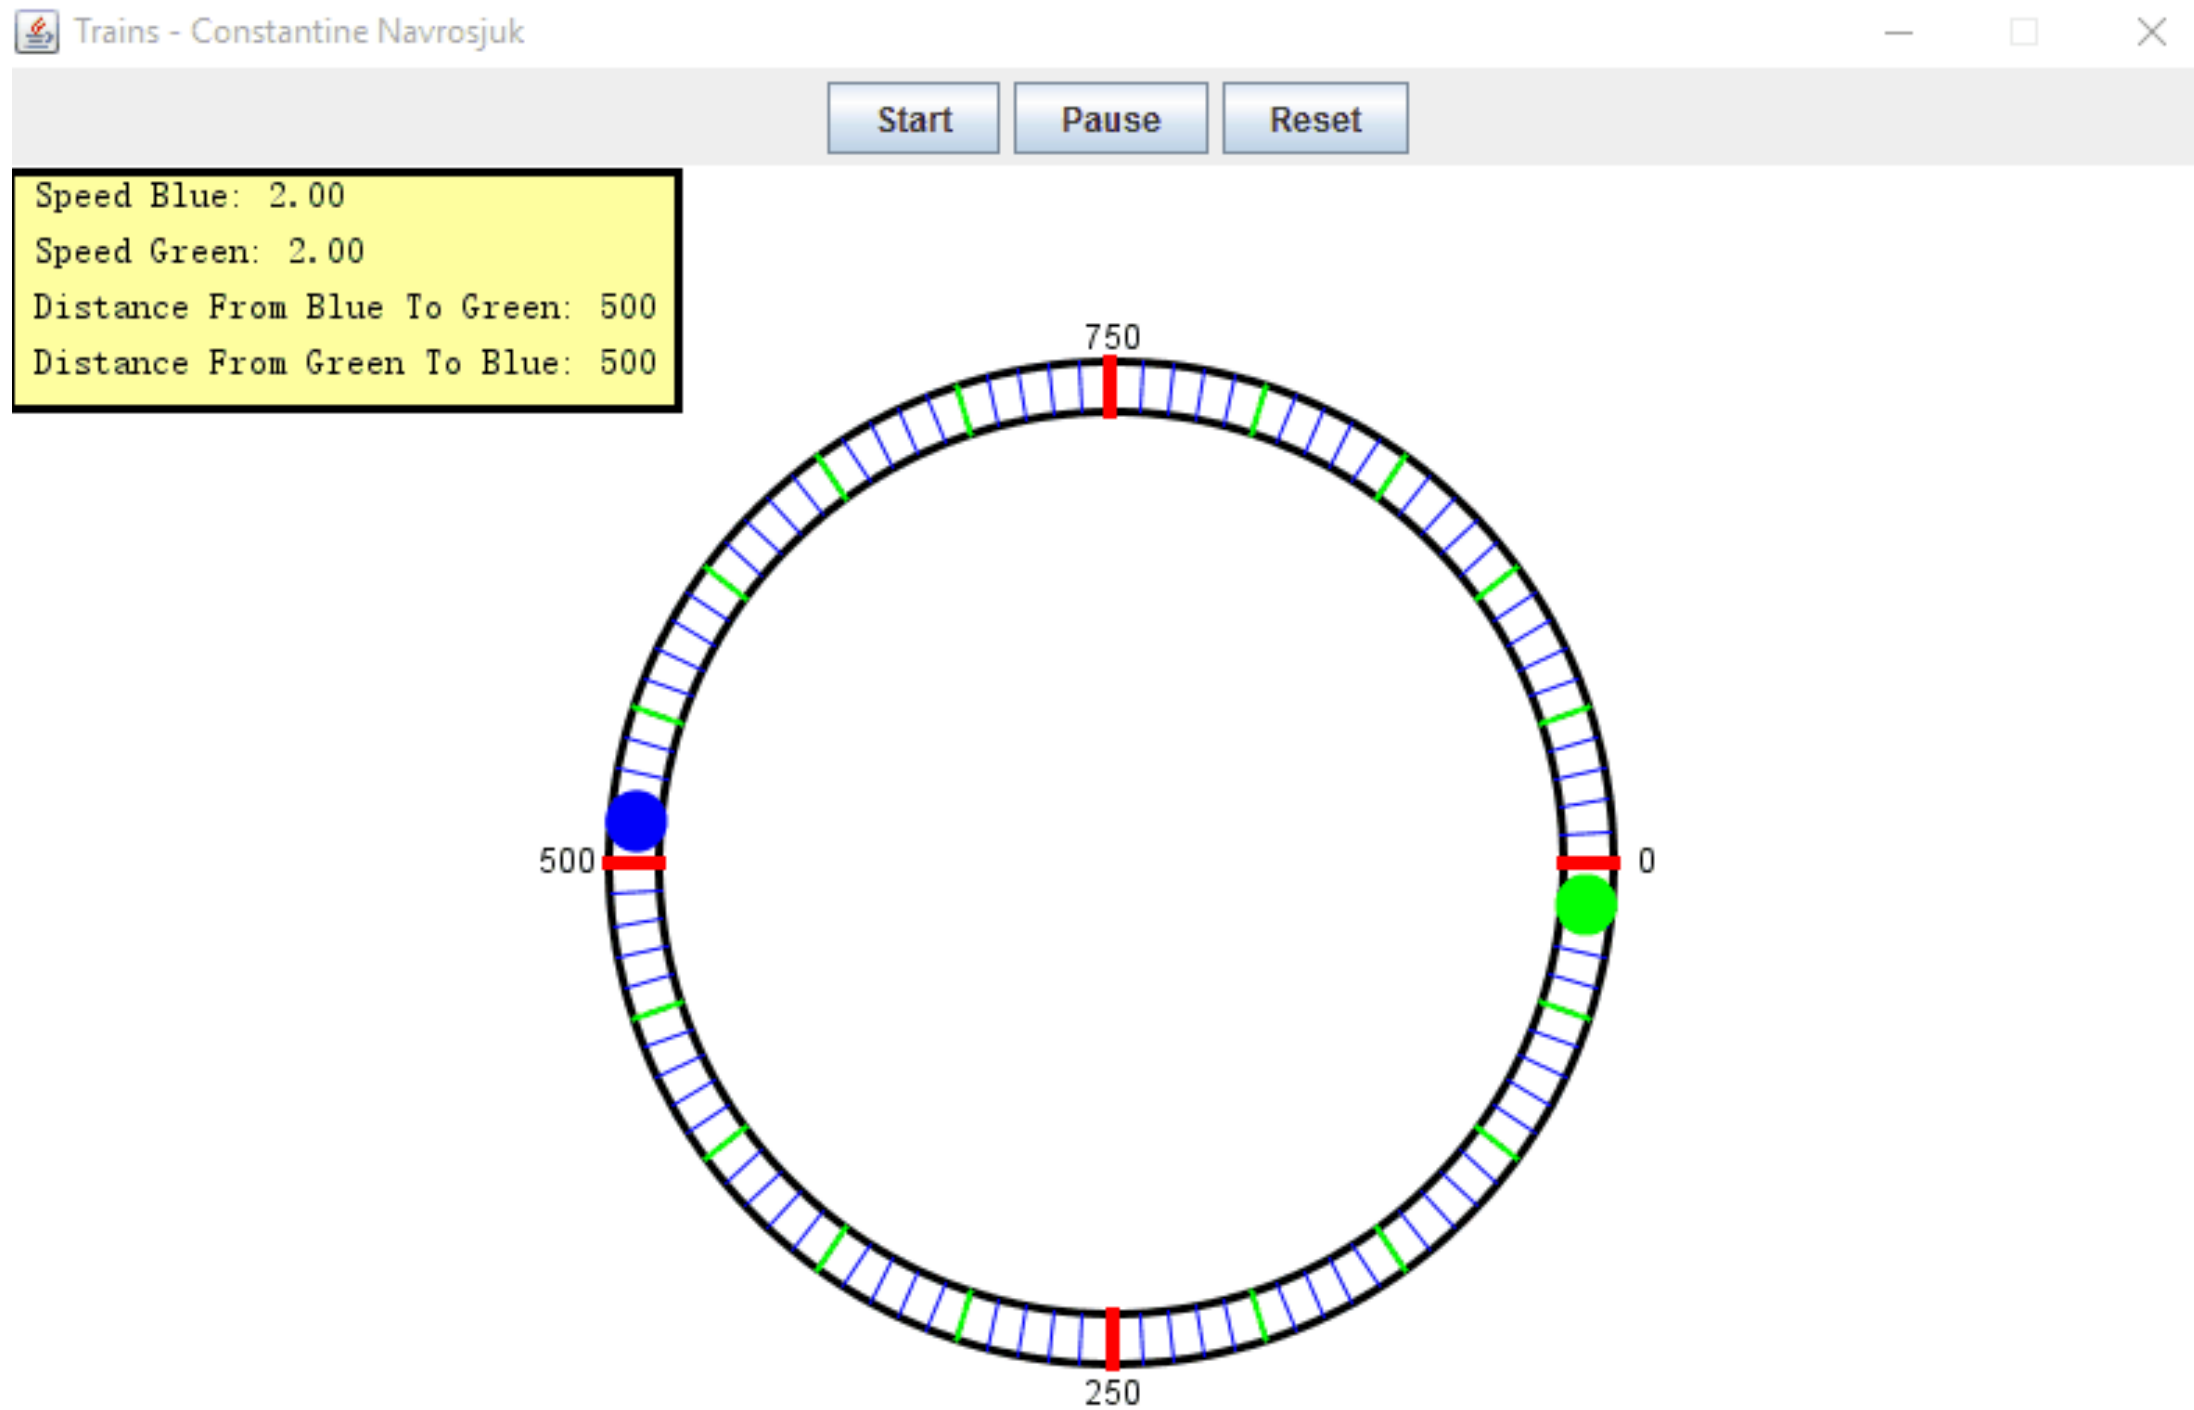 Trains - Constantine Navrosjuk
Start Pause Reset
Speed Blue: 2.00
Speed Green: 2.00
Distance From Blue To Green: 500
Distance From Green To Blue: 500
750
500
0
250